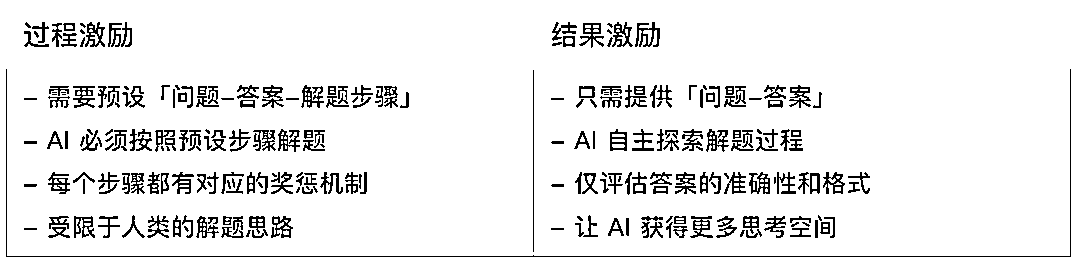 过程激励
– 需要预设「问题–答案–解题步骤」
– AI 必须按照预设步骤解题
– 每个步骤都有对应的奖惩机制
– 受限于人类的解题思路
结果激励
– 只需提供「问题–答案」
– AI 自主探索解题过程
– 仅评估答案的准确性和格式
– 让 AI 获得更多思考空间